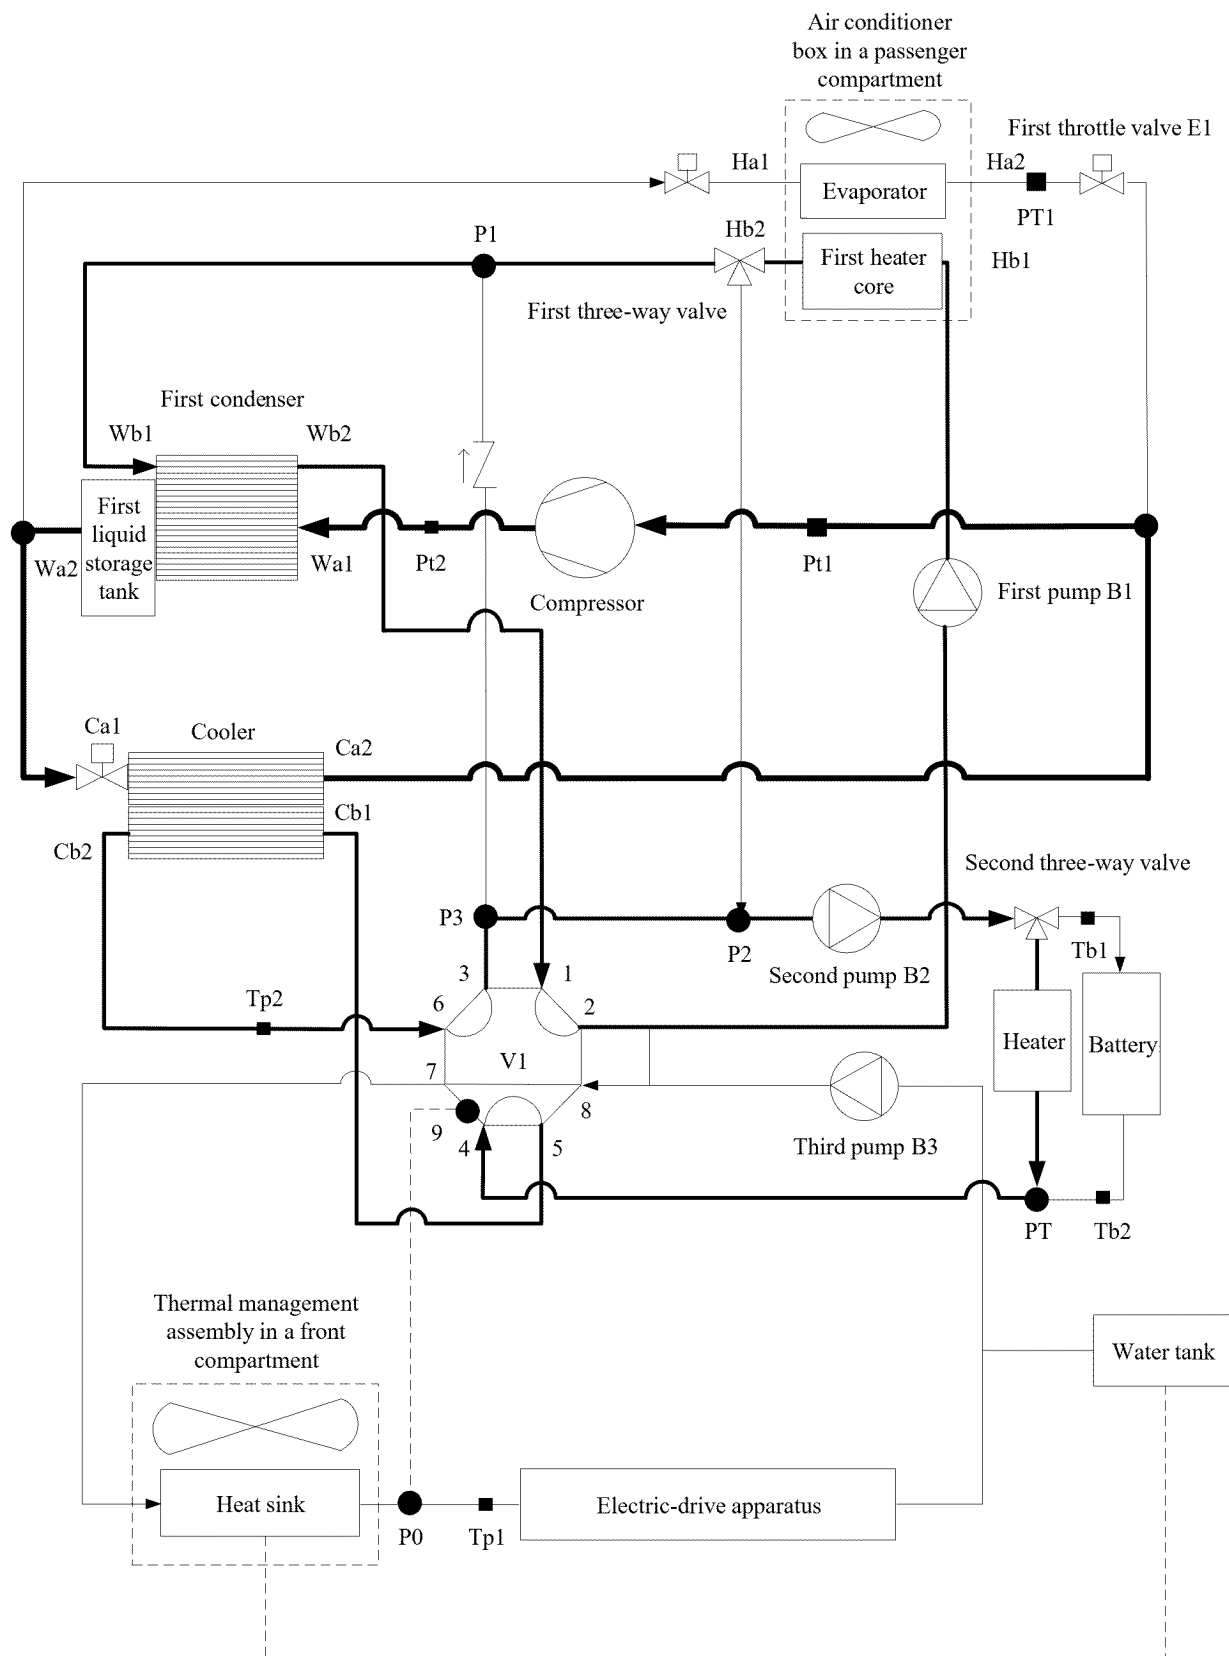 Air conditioner
box in a passenger
compartment
First throttle valve E1
Ha1
Evaporator
Ha2
PT1
P1
Hb2
First heater
core
Hb1
First three-way valve
First condenser
Wb1
Wb2
First
liquid
storage
tank
Wa2
Wa1
Pt2
Compressor
Pt1
First pump B1
Ca1
Cooler
Ca2
Cb1
Cb2
Second three-way valve
P3
P2
Second pump B2
Tb1
3
1
6
2
Tp2
V1
Heater
Battery
7
8
9
4
5
Third pump B3
PT
Tb2
Thermal management
assembly in a front
compartment
Water tank
Heat sink
P0
Tp1
Electric-drive apparatus